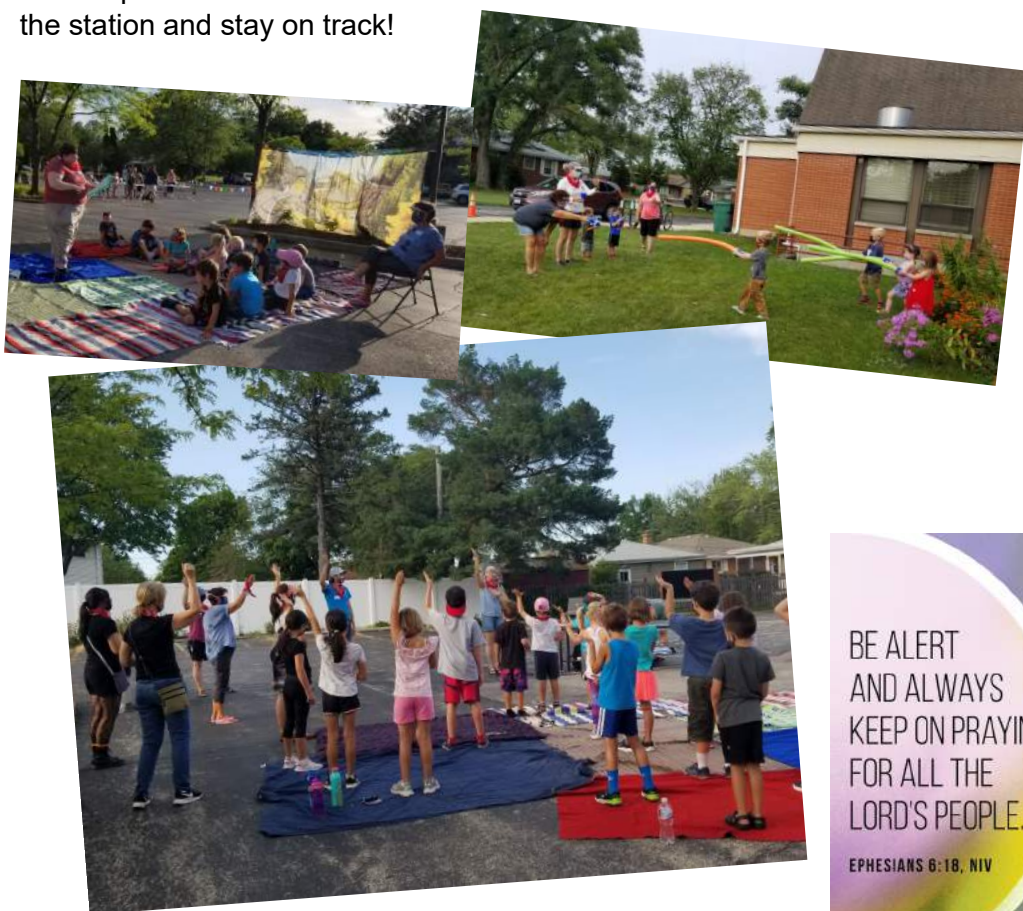 the station and stay on track!
BE ALERT
AND ALWAYS
KEEP ON PRAYIN
FOR ALL THE
LORD'S PEOPLE.
EPHESIANS 6:18, NIV